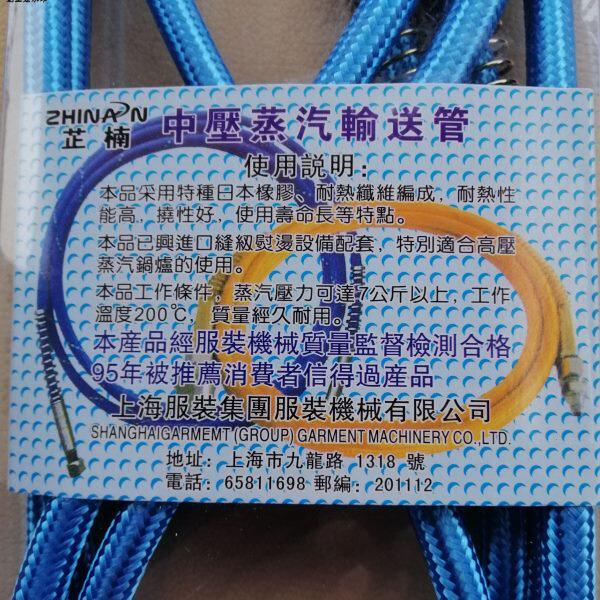 ZHINAN
芷楠
中壓蒸汽輸送管
使用説明：
本品采用特種日本橡膠、耐熱纖維編成，耐熱性
能高，撓性好，使用壽命長等特點。
本品已興進口縫紉熨燙設備配套，特別適合高壓
蒸汽鍋爐的使用。
本品工作條件，蒸汽壓力可達7公斤以上，工作
溫度200℃，質量經久耐用。
本産品經服裝機械質量監督檢測合格
95年被推薦消費者信得過産品
上海服裝集團服裝機械有限公司
SHANGHAIGARMEMT (GROUP) GARMENT MACHINERY CO.,LTD.
地址：上海市九龍路 1318 號
電話：65811698 郵編：201112